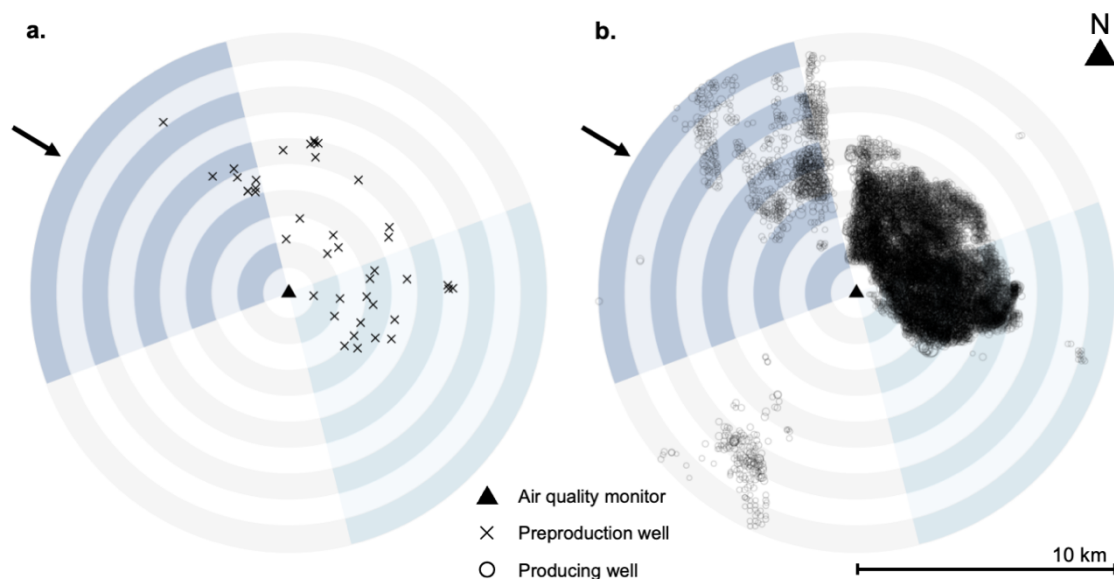 a.
b.
N
Air quality monitor
Preproduction well
Producing well
10 km